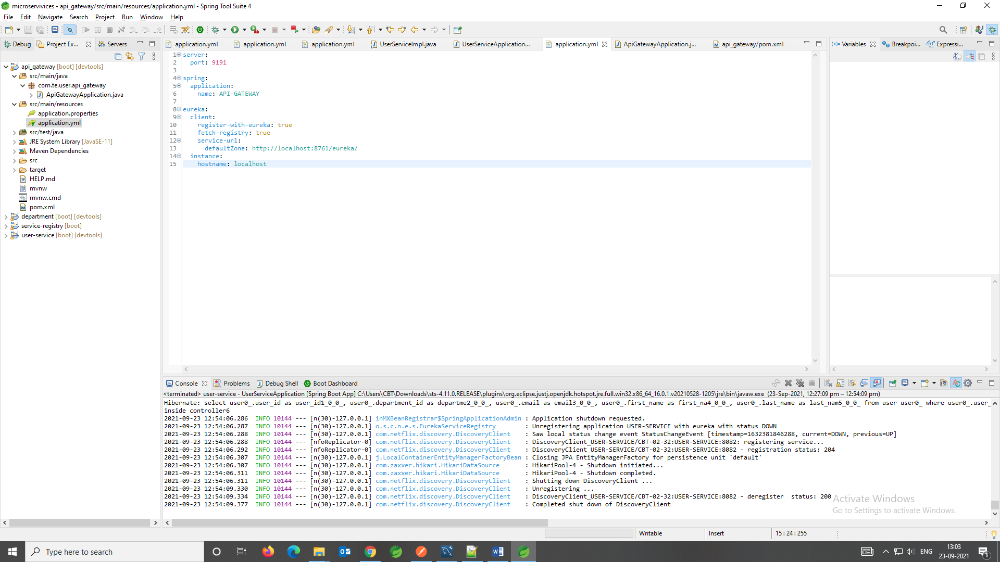 microservivices - api_gateway/src/main/resources/application.yml - Spring Tool Suite 4
File Edit Navigate Search Project Run Window Help
Debug Project Ex... Servers
application.yml application.yml application.yml UserServiceImpl.java UserServiceApplication... application.yml ApiGatewayApplication.j... api_gateway/pom.xml
(x)= Variables Breakpoi... Expressi...
api_gateway [boot] [devtools]
src/main/java
com.te.user.api_gateway
ApiGatewayApplication.java
src/main/resources
application.properties
application.yml
src/test/java
JRE System Library [JavaSE-11]
Maven Dependencies
src
target
HELP.md
mvnw
mvnw.cmd
pom.xml
department [boot] [devtools]
service-registry [boot]
user-service [boot] [devtools]
1 server:
2 port: 9191
3
4 spring:
5 application:
6 name: API-GATEWAY
7
8 eureka:
9 client:
10 register-with-eureka: true
11 fetch-registry: true
12 service-url:
13 defaultZone: http://localhost:8761/eureka/
14 instance:
15 hostname: localhost
Console Problems Debug Shell Boot Dashboard
<terminated> user-service - UserServiceApplication [Spring Boot App] C:\Users\CBT\Downloads\sts-4.11.0.RELEASE\plugins\org.eclipse.justj.openjdk.hotspot.jre.full.win32.x86_64_16.0.1.v20210528-1205\jre\bin\javaw.exe (23-Sep-2021, 12:27:09 pm – 12:54:09 pm)
Hibernate: select user0_.user_id as user_id1_0_0_, user0_.department_id as departme2_0_0_, user0_.email as email3_0_0_, user0_.first_name as first_na4_0_0_, user0_.last_name as last_nam5_0_0_ from user user0_ where user0_.user_
inside controller6
2021-09-23 12:54:06.286 INFO 10144 --- [n(30)-127.0.0.1] inMXBeanRegistrar$SpringApplicationAdmin : Application shutdown requested.
2021-09-23 12:54:06.287 INFO 10144 --- [n(30)-127.0.0.1] o.s.c.n.e.s.EurekaServiceRegistry : Unregistering application USER-SERVICE with eureka with status DOWN
2021-09-23 12:54:06.288 INFO 10144 --- [n(30)-127.0.0.1] com.netflix.discovery.DiscoveryClient : Saw local status change event StatusChangeEvent [timestamp=1632381846288, current=DOWN, previous=UP]
2021-09-23 12:54:06.288 INFO 10144 --- [nfoReplicator-0] com.netflix.discovery.DiscoveryClient : DiscoveryClient_USER-SERVICE/CBT-02-32:USER-SERVICE:8082: registering service...
2021-09-23 12:54:06.292 INFO 10144 --- [nfoReplicator-0] com.netflix.discovery.DiscoveryClient : DiscoveryClient_USER-SERVICE/CBT-02-32:USER-SERVICE:8082 - registration status: 204
2021-09-23 12:54:06.307 INFO 10144 --- [n(30)-127.0.0.1] j.LocalContainerEntityManagerFactoryBean : Closing JPA EntityManagerFactory for persistence unit 'default'
2021-09-23 12:54:06.307 INFO 10144 --- [n(30)-127.0.0.1] com.zaxxer.hikari.HikariDataSource : HikariPool-4 - Shutdown initiated...
2021-09-23 12:54:06.311 INFO 10144 --- [n(30)-127.0.0.1] com.zaxxer.hikari.HikariDataSource : HikariPool-4 - Shutdown completed.
2021-09-23 12:54:06.311 INFO 10144 --- [n(30)-127.0.0.1] com.netflix.discovery.DiscoveryClient : Shutting down DiscoveryClient ...
2021-09-23 12:54:09.330 INFO 10144 --- [n(30)-127.0.0.1] com.netflix.discovery.DiscoveryClient : Unregistering ...
2021-09-23 12:54:09.334 INFO 10144 --- [n(30)-127.0.0.1] com.netflix.discovery.DiscoveryClient : DiscoveryClient_USER-SERVICE/CBT-02-32:USER-SERVICE:8082 - deregister status: 200
2021-09-23 12:54:09.377 INFO 10144 --- [n(30)-127.0.0.1] com.netflix.discovery.DiscoveryClient : Completed shut down of DiscoveryClient
Activate Windows
Go to Settings to activate Windows.
Writable Insert 15 : 24 : 255
Type here to search
ENG
13:03
23-09-2021
1